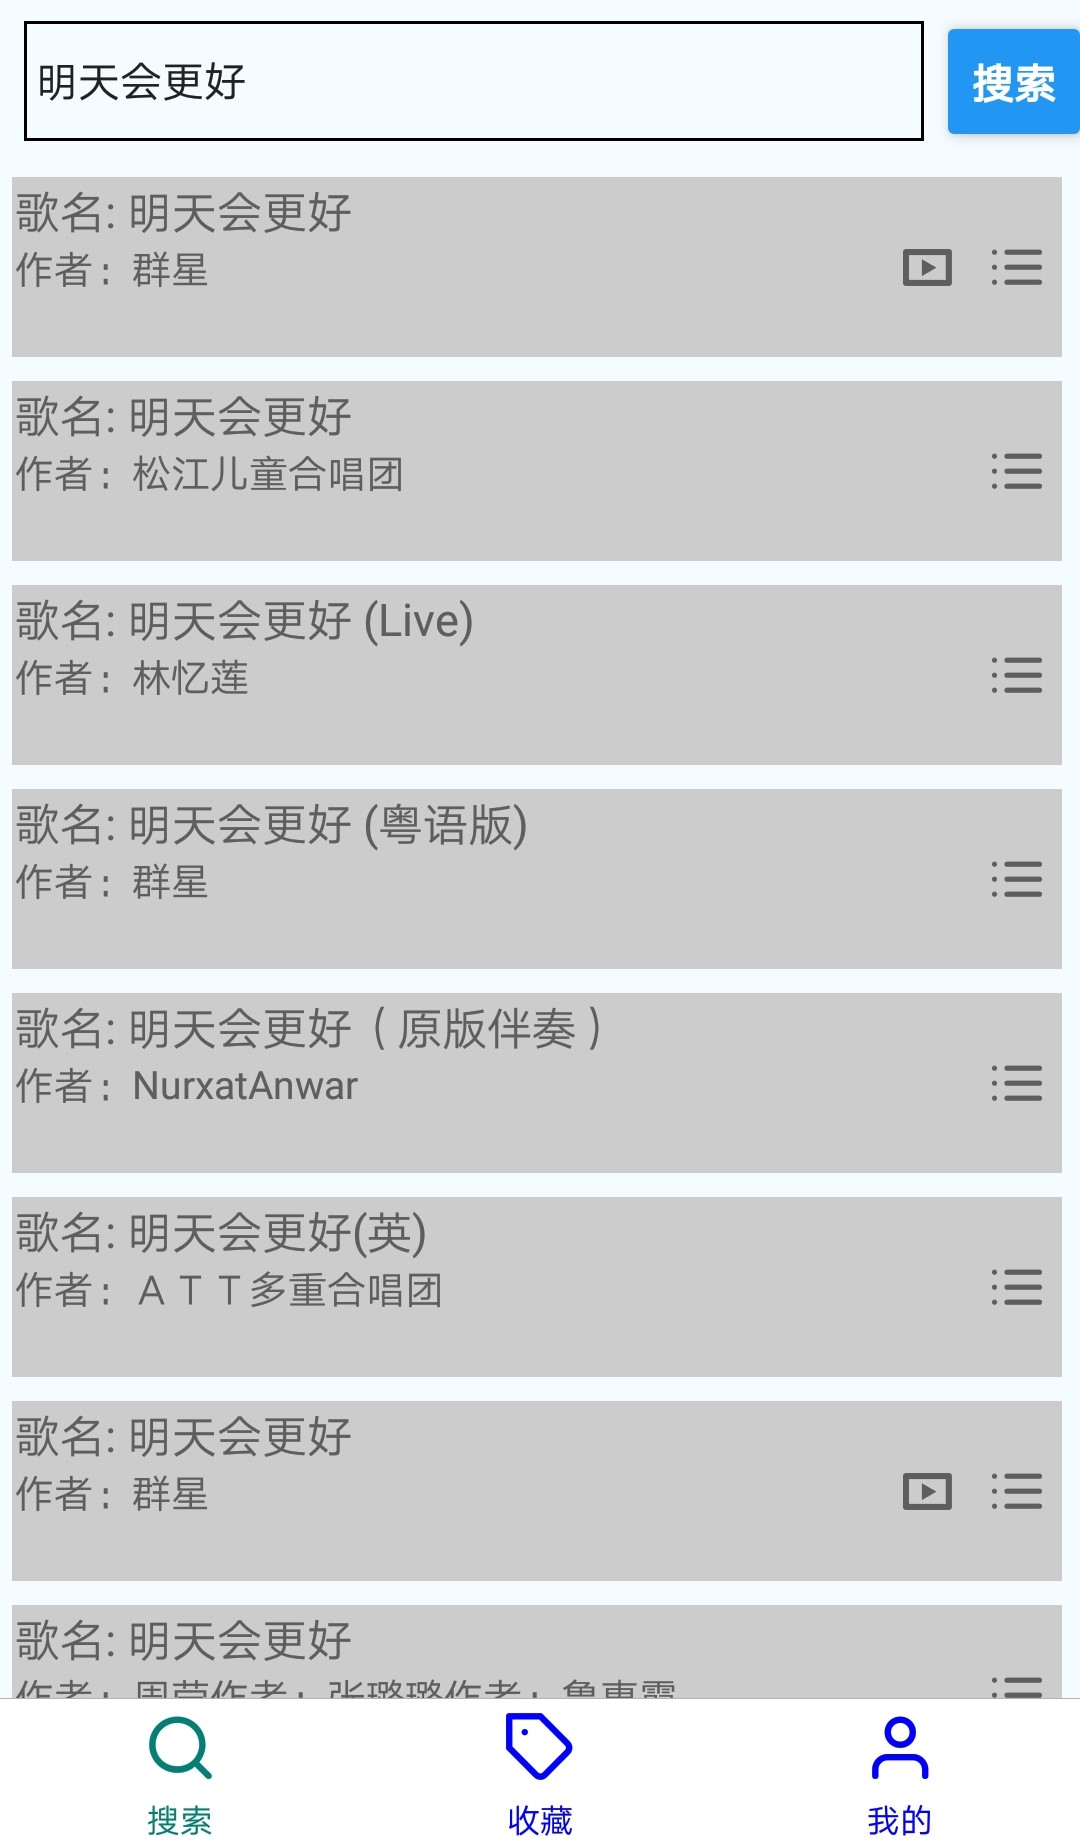 明天会更好
搜索
歌名: 明天会更好
作者: 群星
歌名: 明天会更好
作者: 松江儿童合唱团
歌名: 明天会更好 (Live)
作者: 林忆莲
歌名: 明天会更好 (粤语版)
作者: 群星
歌名: 明天会更好（原版伴奏）
作者: NurxatAnwar
歌名: 明天会更好(英)
作者: ＡＴＴ多重合唱团
歌名: 明天会更好
作者: 群星
歌名: 明天会更好
搜索
收藏
我的